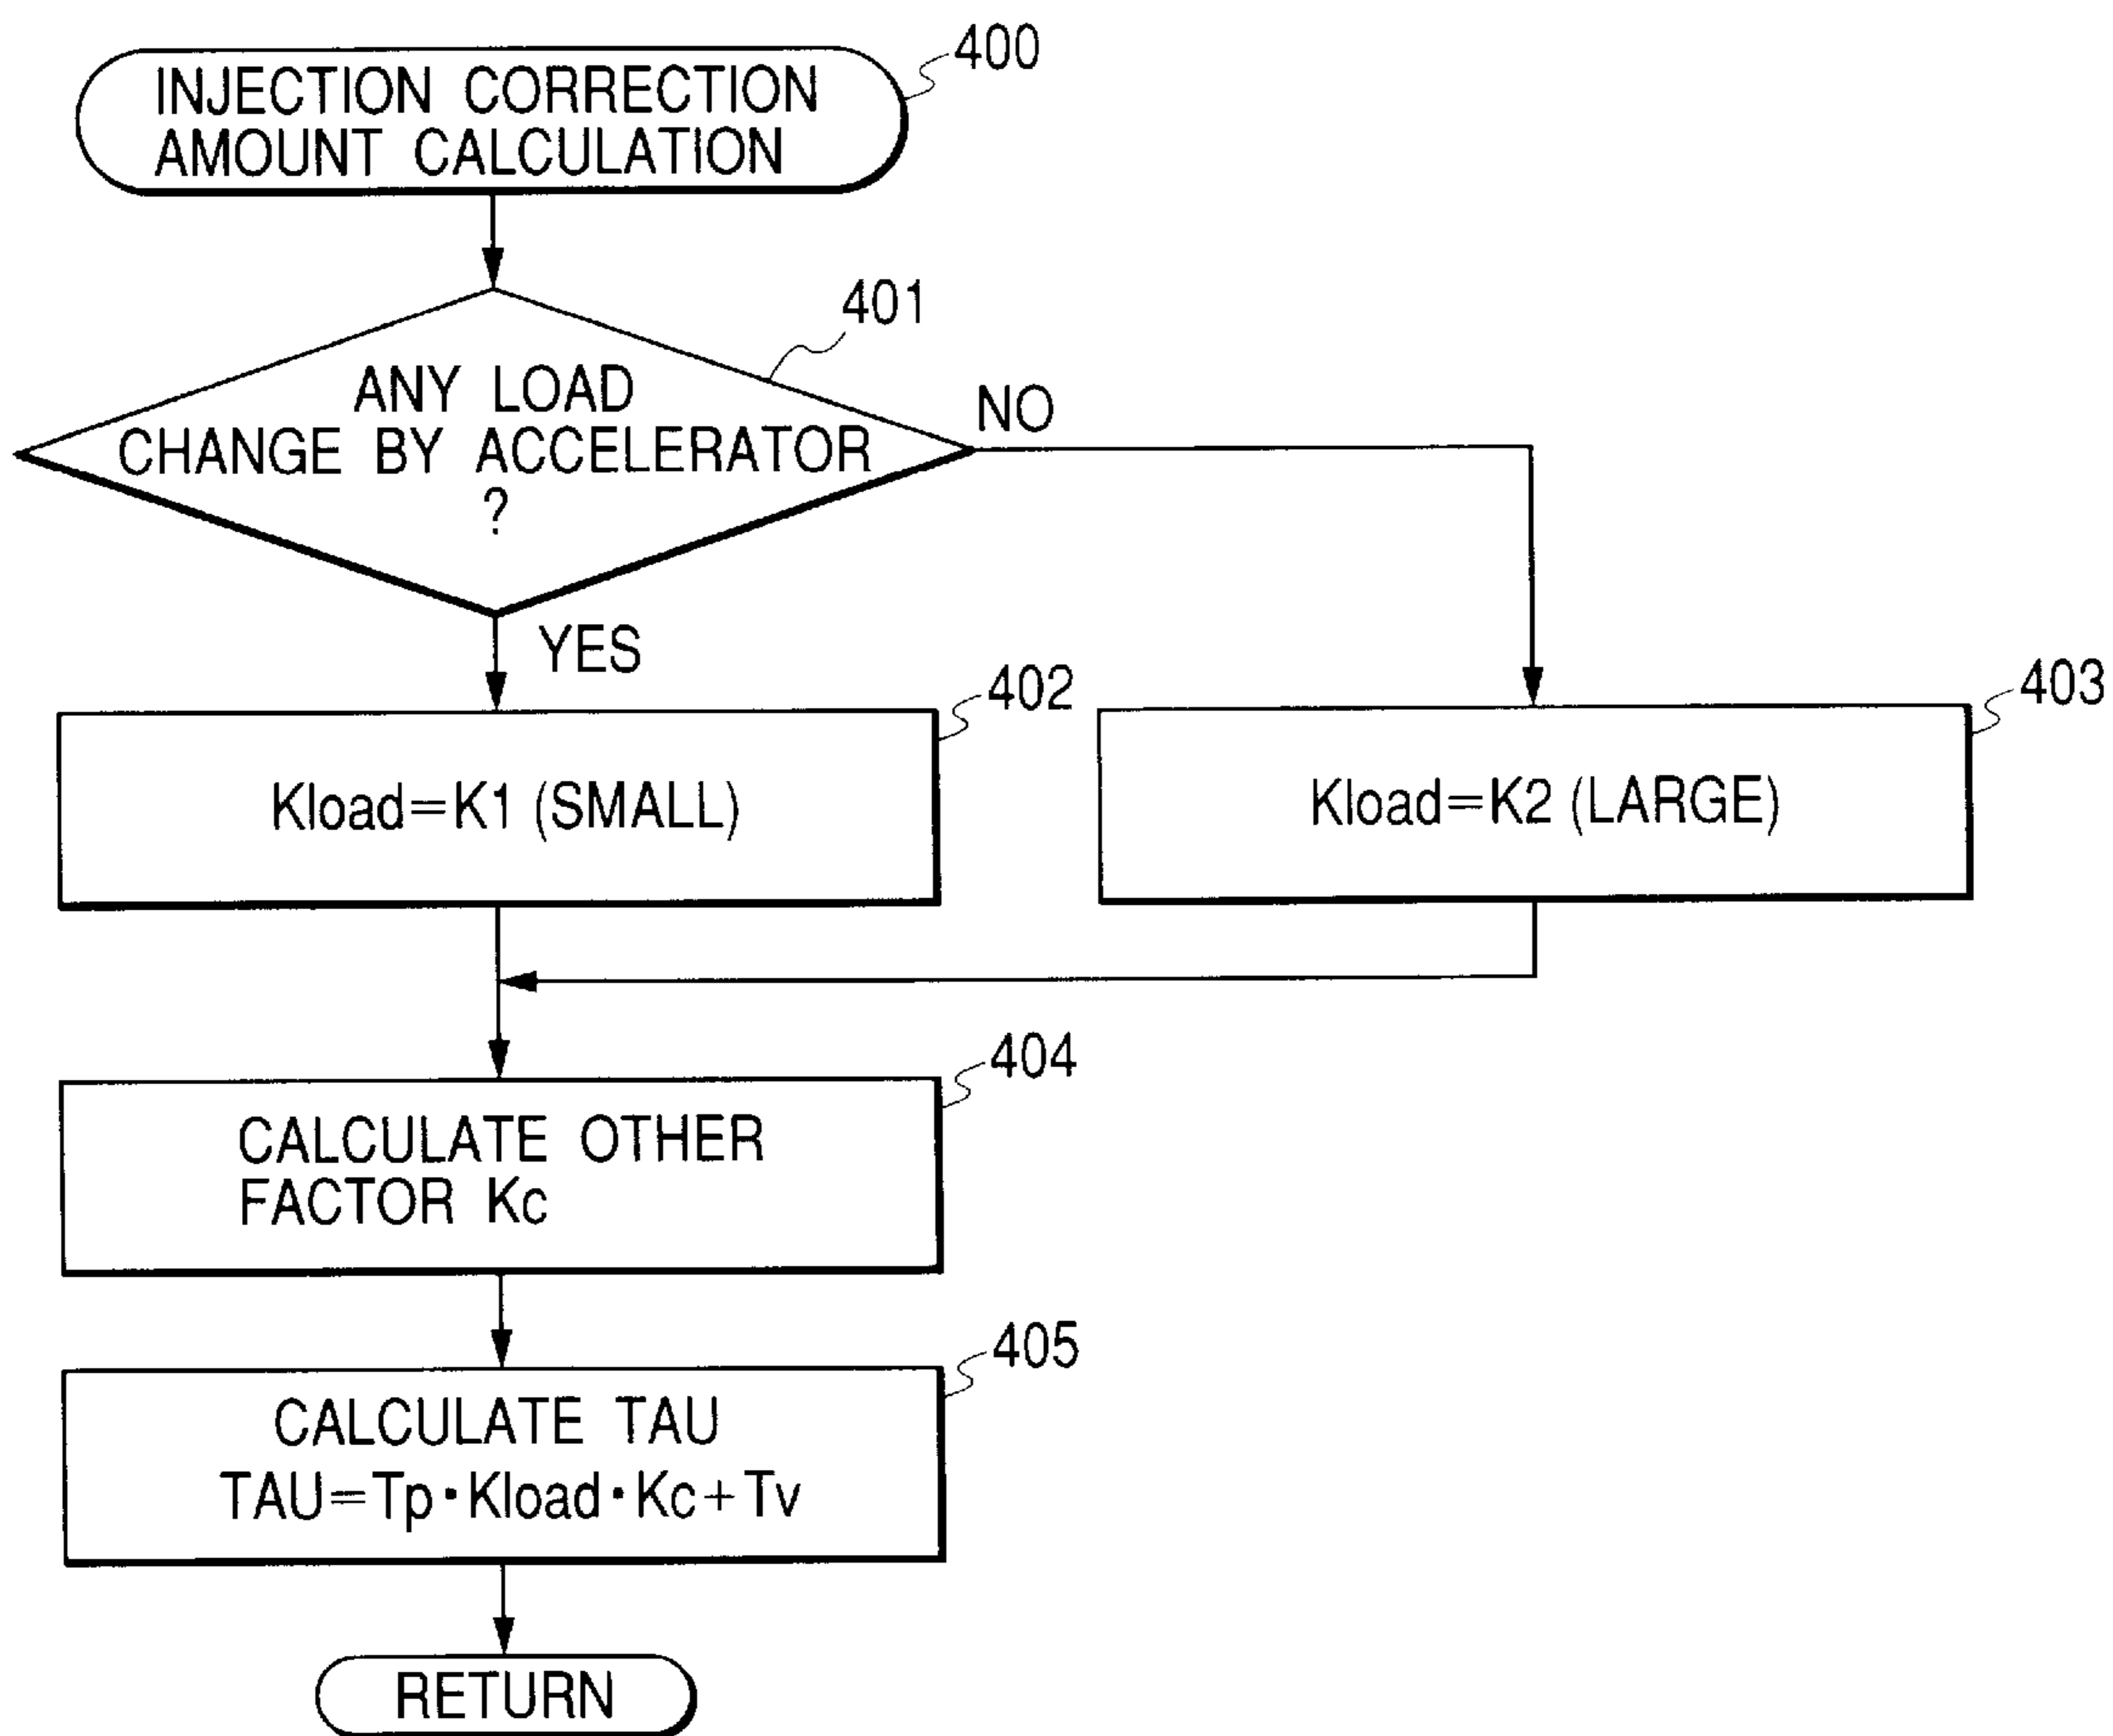 400
INJECTION CORRECTION
AMOUNT CALCULATION
401
ANY LOAD
CHANGE BY ACCELERATOR
?
NO
YES
402
Kload=K1 (SMALL)
403
Kload=K2 (LARGE)
404
CALCULATE OTHER
FACTOR Kc
405
CALCULATE TAU
TAU=Tp·Kload·Kc+Tv
RETURN